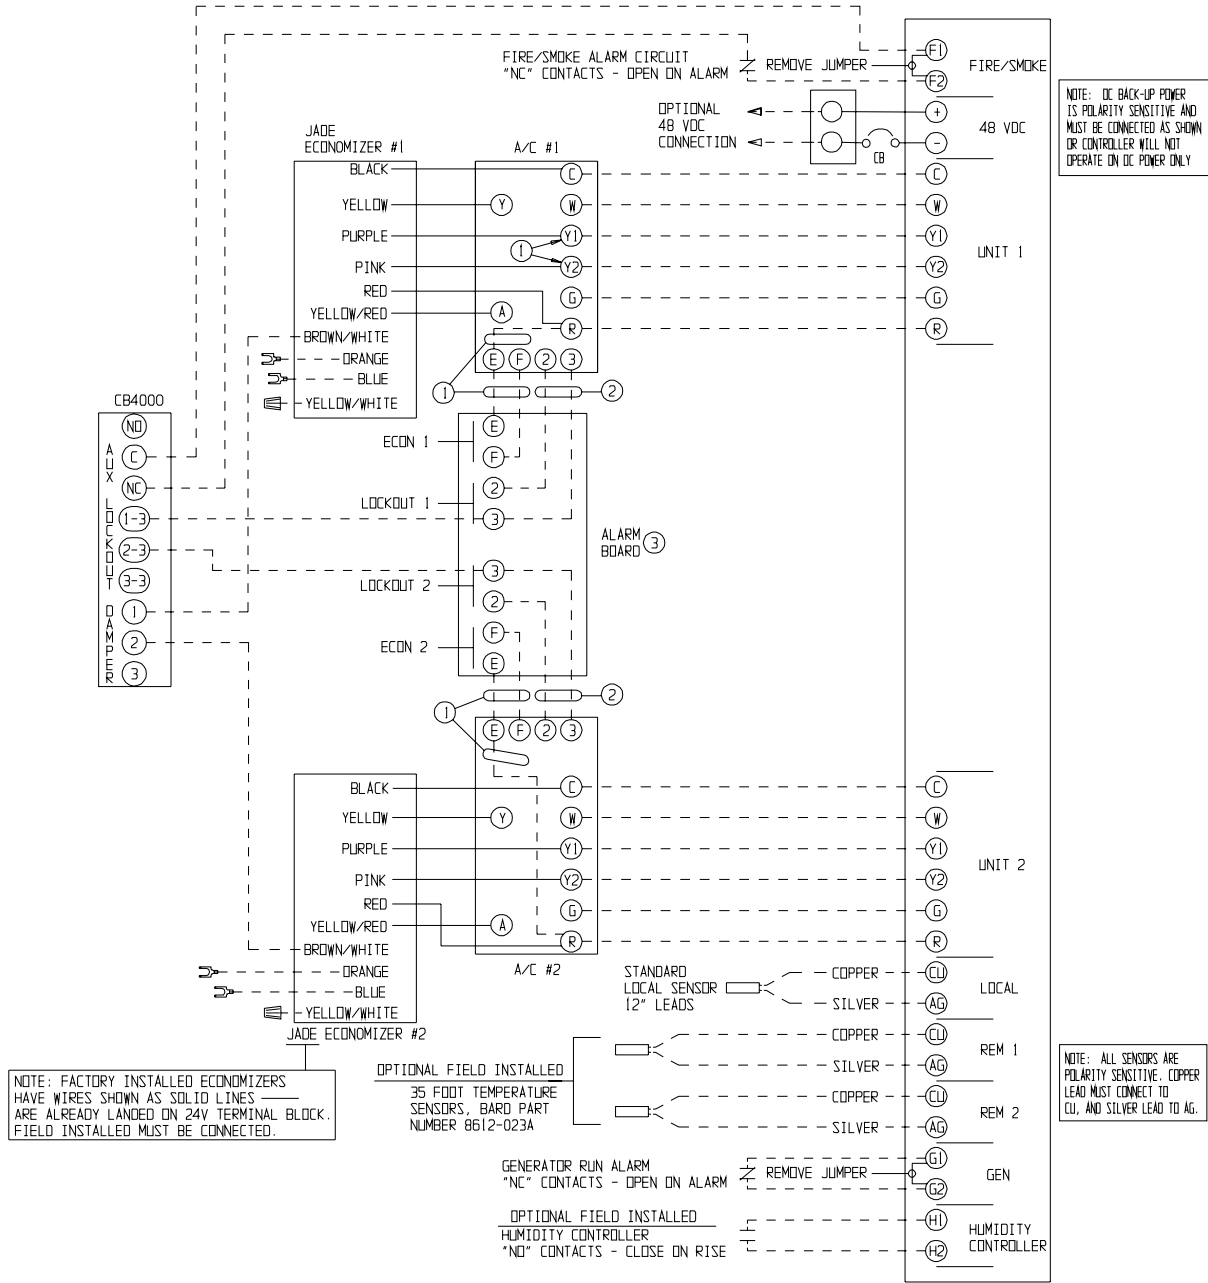 FIRE/SMOKE ALARM CIRCUIT
"NC" CONTACTS - OPEN ON ALARM
REMOVE JUMPER
F1
F2
FIRE/SMOKE
OPTIONAL
48 VDC
CONNECTION
CB
+
-
48 VDC
NOTE: DC BACK-UP POWER
IS POLARITY SENSITIVE AND
MUST BE CONNECTED AS SHOWN
OR CONTROLLER WILL NOT
OPERATE ON DC POWER ONLY
JADE
ECONOMIZER #1
BLACK
YELLOW
PURPLE
PINK
RED
YELLOW/RED
BROWN/WHITE
ORANGE
BLUE
YELLOW/WHITE
A/C #1
C
Y
W
1
Y1
Y2
G
A
R
E
F
2
3
C
W
Y1
Y2
G
R
UNIT 1
1
2
CB4000
AUX
LOCKOUT
DAMPER
NO
C
NC
1-3
2-3
3-3
1
2
3
ECON 1
E
F
LOCKOUT 1
2
3
ALARM
BOARD
3
LOCKOUT 2
3
2
ECON 2
F
E
1
2
E
F
2
3
C
Y
W
Y1
Y2
G
A
R
A/C #2
BLACK
YELLOW
PURPLE
PINK
RED
YELLOW/RED
BROWN/WHITE
ORANGE
BLUE
YELLOW/WHITE
JADE ECONOMIZER #2
C
W
Y1
Y2
G
R
UNIT 2
NOTE: FACTORY INSTALLED ECONOMIZERS
HAVE WIRES SHOWN AS SOLID LINES
ARE ALREADY LANDED ON 24V TERMINAL BLOCK.
FIELD INSTALLED MUST BE CONNECTED.
STANDARD
LOCAL SENSOR
12" LEADS
COPPER
SILVER
CU
AG
LOCAL
OPTIONAL FIELD INSTALLED
35 FOOT TEMPERATURE
SENSORS, BARD PART
NUMBER 8612-023A
COPPER
SILVER
CU
AG
REM 1
COPPER
SILVER
CU
AG
REM 2
NOTE: ALL SENSORS ARE
POLARITY SENSITIVE. COPPER
LEAD MUST CONNECT TO
CU, AND SILVER LEAD TO AG.
GENERATOR RUN ALARM
"NC" CONTACTS - OPEN ON ALARM
REMOVE JUMPER
G1
G2
GEN
OPTIONAL FIELD INSTALLED
HUMIDITY CONTROLLER
"NO" CONTACTS - CLOSE ON RISE
H1
H2
HUMIDITY
CONTROLLER